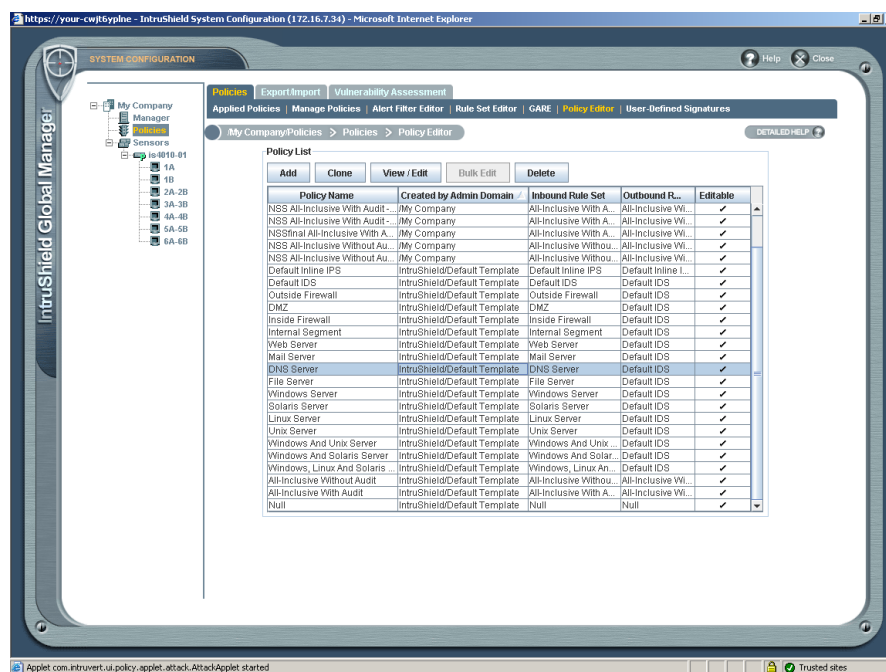 https://your-cwjt6yplne - IntruShield System Configuration (172.16.7.34) - Microsoft Internet Explorer
SYSTEM CONFIGURATION
Help
Close
IntruShield Global Manager
My Company
Manager
Policies
Sensors
is4010-01
1A
1B
2A-2B
3A-3B
4A-4B
5A-5B
6A-6B
Policies Export/Import Vulnerability Assessment
Applied Policies | Manage Policies | Alert Filter Editor | Rule Set Editor | GARE | Policy Editor | User-Defined Signatures
/My Company/Policies > Policies > Policy Editor
DETAILED HELP ?
Policy List
Add Clone View / Edit Bulk Edit Delete
Policy Name Created by Admin Domain Inbound Rule Set Outbound R... Editable
NSS All-Inclusive With Audit -... /My Company All-Inclusive With A... All-Inclusive Wi... ✔
NSS All-Inclusive With Audit -... /My Company All-Inclusive With A... All-Inclusive Wi... ✔
NSSfinal All-Inclusive With A... /My Company All-Inclusive With A... All-Inclusive Wi... ✔
NSS All-Inclusive Without Au... /My Company All-Inclusive Withou... All-Inclusive Wi... ✔
NSS All-Inclusive Without Au... /My Company All-Inclusive Withou... All-Inclusive Wi... ✔
Default Inline IPS IntruShield/Default Template Default Inline IPS Default Inline I... ✔
Default IDS IntruShield/Default Template Default IDS Default IDS ✔
Outside Firewall IntruShield/Default Template Outside Firewall Default IDS ✔
DMZ IntruShield/Default Template DMZ Default IDS ✔
Inside Firewall IntruShield/Default Template Inside Firewall Default IDS ✔
Internal Segment IntruShield/Default Template Internal Segment Default IDS ✔
Web Server IntruShield/Default Template Web Server Default IDS ✔
Mail Server IntruShield/Default Template Mail Server Default IDS ✔
DNS Server IntruShield/Default Template DNS Server Default IDS ✔
File Server IntruShield/Default Template File Server Default IDS ✔
Windows Server IntruShield/Default Template Windows Server Default IDS ✔
Solaris Server IntruShield/Default Template Solaris Server Default IDS ✔
Linux Server IntruShield/Default Template Linux Server Default IDS ✔
Unix Server IntruShield/Default Template Unix Server Default IDS ✔
Windows And Unix Server IntruShield/Default Template Windows And Unix ... Default IDS ✔
Windows And Solaris Server IntruShield/Default Template Windows And Solar... Default IDS ✔
Windows, Linux And Solaris ... IntruShield/Default Template Windows, Linux An... Default IDS ✔
All-Inclusive Without Audit IntruShield/Default Template All-Inclusive Withou... All-Inclusive Wi... ✔
All-Inclusive With Audit IntruShield/Default Template All-Inclusive With A... All-Inclusive Wi... ✔
Null IntruShield/Default Template Null Null ✔
Applet com.intruvert.ui.policy.applet.attack.AttackApplet started
Trusted sites